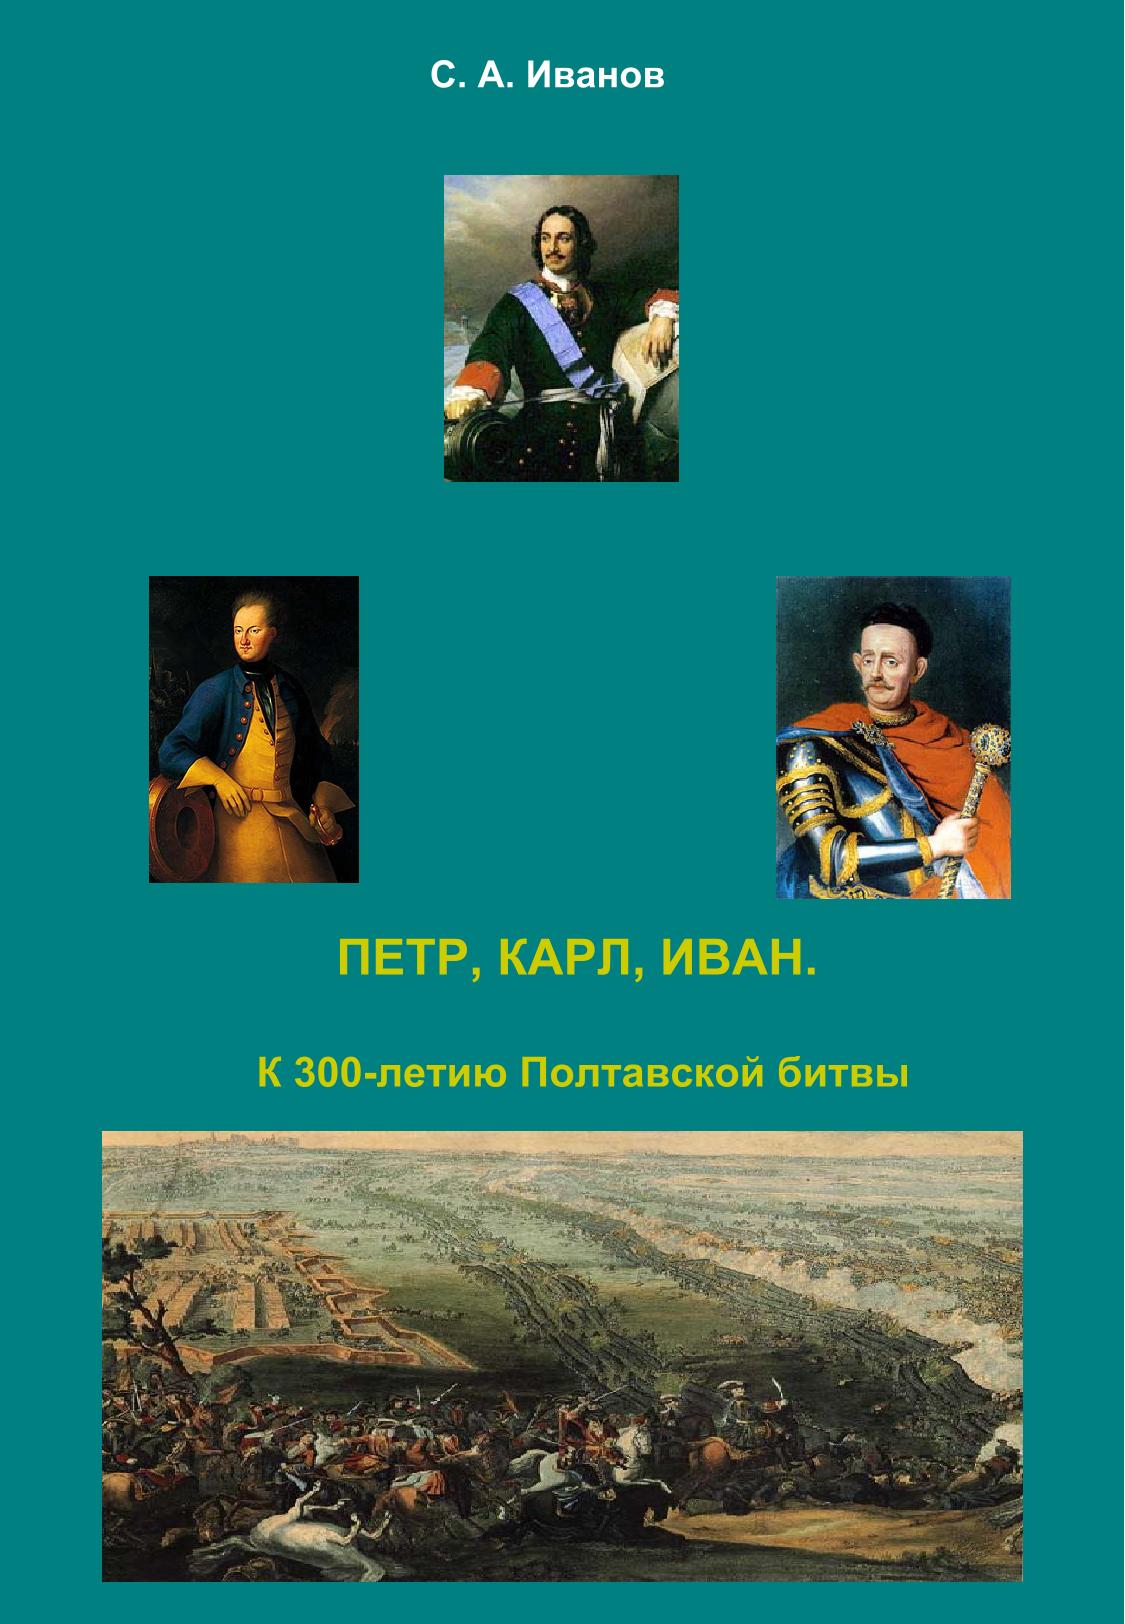 С. А. Иванов
ПЕТР, КАРЛ, ИВАН.
К 300-летию Полтавской битвы